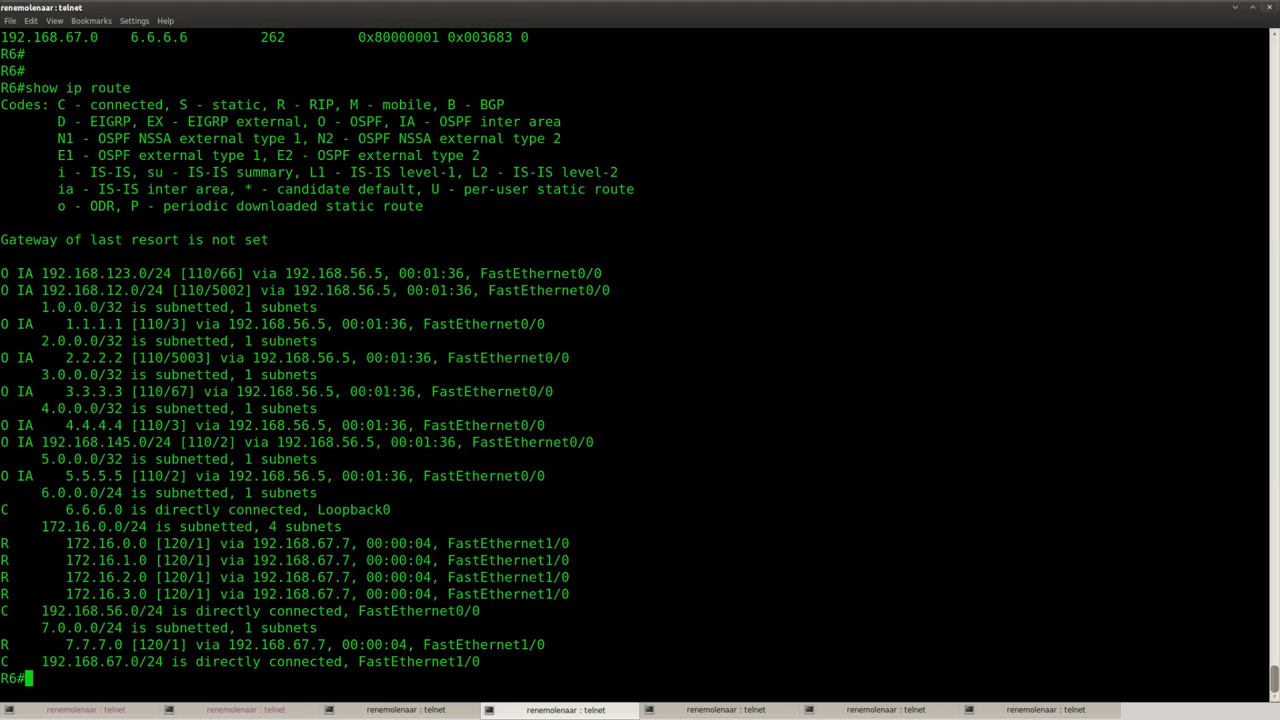 renemolenaar : telnet
File Edit View Bookmarks Settings Help
192.168.67.0    6.6.6.6         262         0x80000001 0x003683 0
R6#
R6#
R6#show ip route
Codes: C - connected, S - static, R - RIP, M - mobile, B - BGP
       D - EIGRP, EX - EIGRP external, O - OSPF, IA - OSPF inter area
       N1 - OSPF NSSA external type 1, N2 - OSPF NSSA external type 2
       E1 - OSPF external type 1, E2 - OSPF external type 2
       i - IS-IS, su - IS-IS summary, L1 - IS-IS level-1, L2 - IS-IS level-2
       ia - IS-IS inter area, * - candidate default, U - per-user static route
       o - ODR, P - periodic downloaded static route
Gateway of last resort is not set
O IA 192.168.123.0/24 [110/66] via 192.168.56.5, 00:01:36, FastEthernet0/0
O IA 192.168.12.0/24 [110/5002] via 192.168.56.5, 00:01:36, FastEthernet0/0
     1.0.0.0/32 is subnetted, 1 subnets
O IA    1.1.1.1 [110/3] via 192.168.56.5, 00:01:36, FastEthernet0/0
     2.0.0.0/32 is subnetted, 1 subnets
O IA    2.2.2.2 [110/5003] via 192.168.56.5, 00:01:36, FastEthernet0/0
     3.0.0.0/32 is subnetted, 1 subnets
O IA    3.3.3.3 [110/67] via 192.168.56.5, 00:01:36, FastEthernet0/0
     4.0.0.0/32 is subnetted, 1 subnets
O IA    4.4.4.4 [110/3] via 192.168.56.5, 00:01:36, FastEthernet0/0
O IA 192.168.145.0/24 [110/2] via 192.168.56.5, 00:01:36, FastEthernet0/0
     5.0.0.0/32 is subnetted, 1 subnets
O IA    5.5.5.5 [110/2] via 192.168.56.5, 00:01:36, FastEthernet0/0
     6.0.0.0/24 is subnetted, 1 subnets
C       6.6.6.0 is directly connected, Loopback0
     172.16.0.0/24 is subnetted, 4 subnets
R       172.16.0.0 [120/1] via 192.168.67.7, 00:00:04, FastEthernet1/0
R       172.16.1.0 [120/1] via 192.168.67.7, 00:00:04, FastEthernet1/0
R       172.16.2.0 [120/1] via 192.168.67.7, 00:00:04, FastEthernet1/0
R       172.16.3.0 [120/1] via 192.168.67.7, 00:00:04, FastEthernet1/0
C    192.168.56.0/24 is directly connected, FastEthernet0/0
     7.0.0.0/24 is subnetted, 1 subnets
R       7.7.7.0 [120/1] via 192.168.67.7, 00:00:04, FastEthernet1/0
C    192.168.67.0/24 is directly connected, FastEthernet1/0
R6#
renemolenaar : telnet renemolenaar : telnet renemolenaar : telnet renemolenaar : telnet renemolenaar : telnet renemolenaar : telnet renemolenaar : telnet